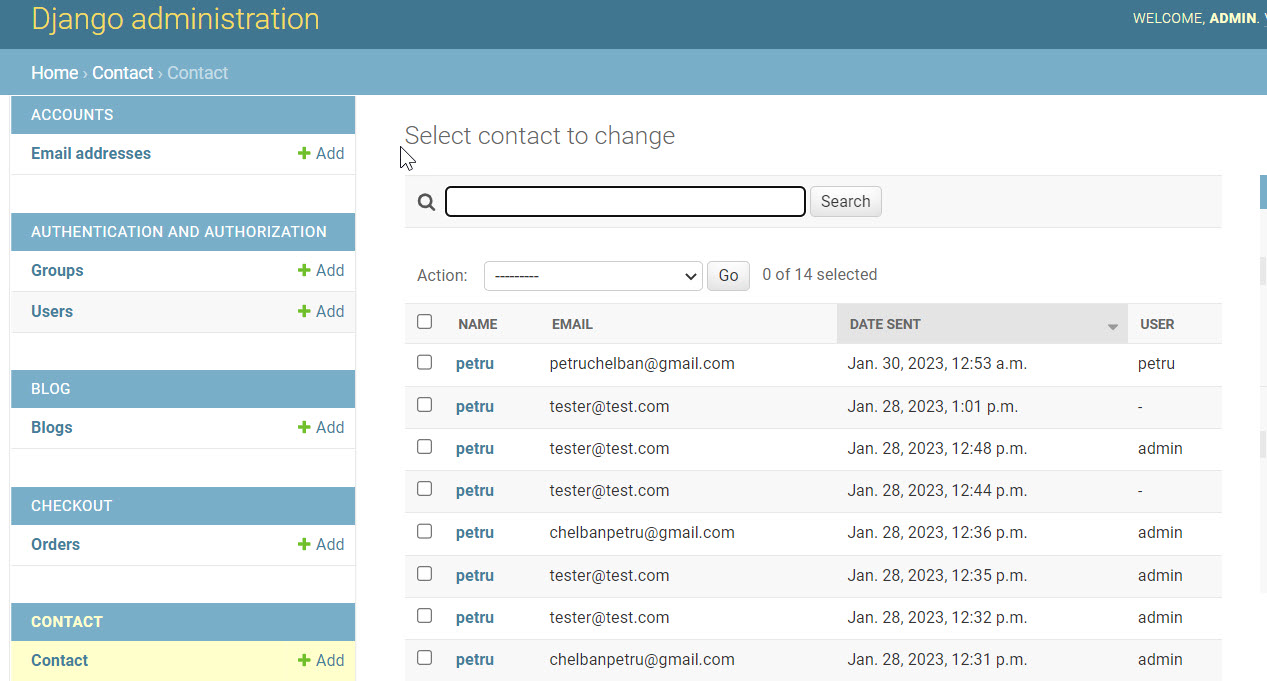 Django administration
WELCOME, ADMIN.
Home › Contact › Contact
ACCOUNTS
Email addresses Add
AUTHENTICATION AND AUTHORIZATION
Groups Add
Users Add
BLOG
Blogs Add
CHECKOUT
Orders Add
CONTACT
Contact Add
Select contact to change
Search
Action: --------- Go 0 of 14 selected
NAME EMAIL DATE SENT USER
petru petruchelban@gmail.com Jan. 30, 2023, 12:53 a.m. petru
petru tester@test.com Jan. 28, 2023, 1:01 p.m. -
petru tester@test.com Jan. 28, 2023, 12:48 p.m. admin
petru tester@test.com Jan. 28, 2023, 12:44 p.m. -
petru chelbanpetru@gmail.com Jan. 28, 2023, 12:36 p.m. admin
petru tester@test.com Jan. 28, 2023, 12:35 p.m. admin
petru tester@test.com Jan. 28, 2023, 12:32 p.m. admin
petru chelbanpetru@gmail.com Jan. 28, 2023, 12:31 p.m. admin